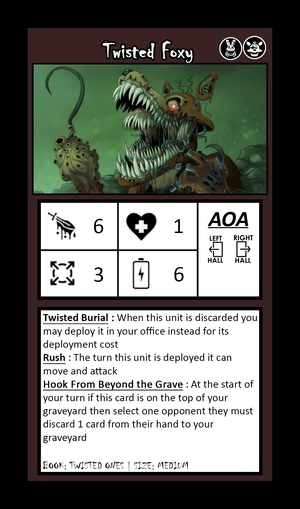 Twisted Foxy
6
1
AOA
LEFT HALL
RIGHT HALL
3
6
Twisted Burial : When this unit is discarded you
may deploy it in your office instead for its
deployment cost
Rush : The turn this unit is deployed it can
move and attack
Hook From Beyond the Grave : At the start of
your turn if this card is on the top of your
graveyard then select one opponent they must
discard 1 card from their hand to your
graveyard
BOOK: TWISTED ONES | SIZE: MEDIUM